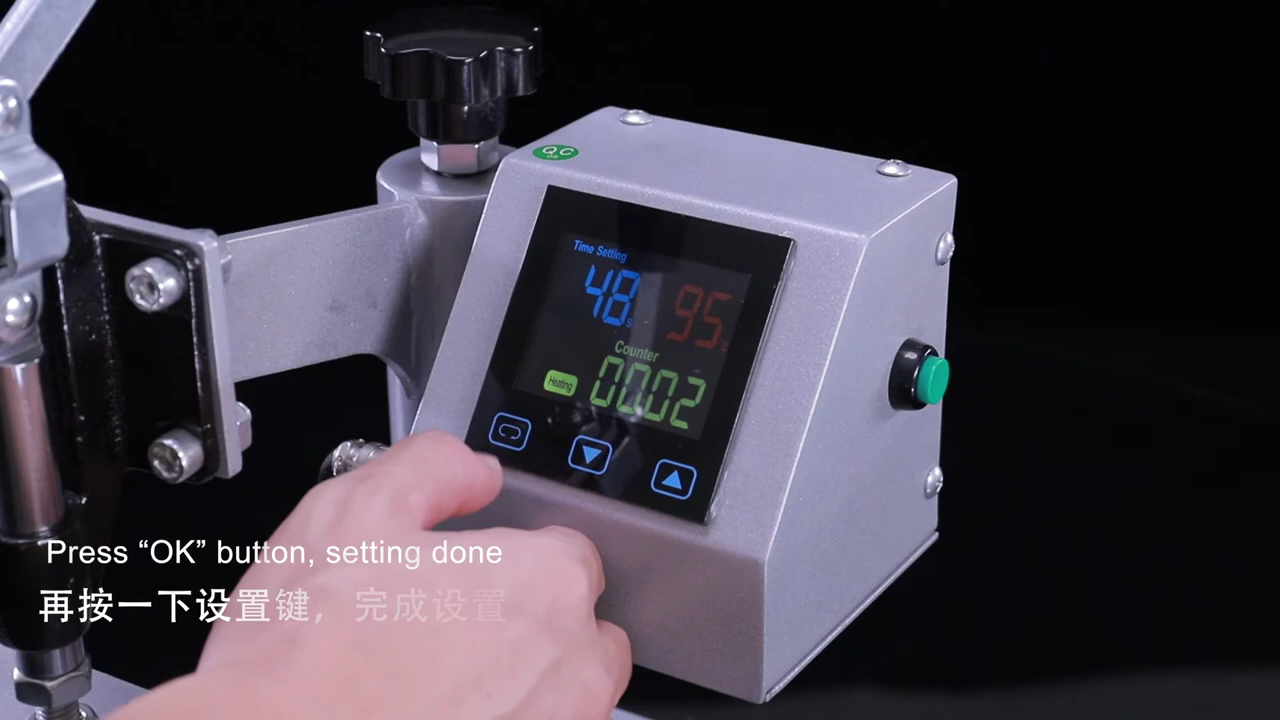 QC
Time Setting
48s
95°C
Counter
Heating
0002
Press “OK” button, setting done
再按一下设置键，完成设置